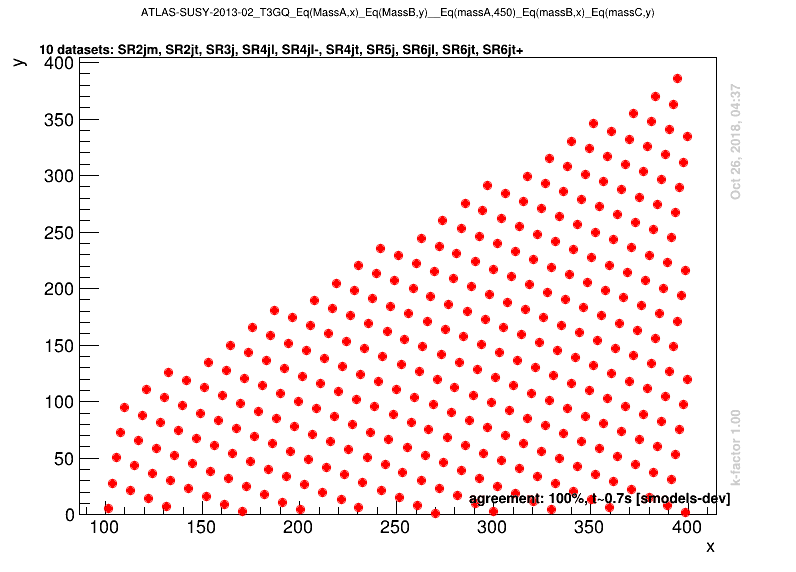 ATLAS-SUSY-2013-02_T3GQ_Eq(MassA,x)_Eq(MassB,y)__Eq(massA,450)_Eq(massB,x)_Eq(massC,y)
10 datasets: SR2jm, SR2jt, SR3j, SR4jl, SR4jl-, SR4jt, SR5j, SR6jl, SR6jt, SR6jt+
y
400
350
300
250
200
150
100
50
0
100 150 200 250 300 350 400
x
agreement: 100%, t~0.7s [smodels-dev]
Oct 26, 2018, 04:37
k-factor 1.00